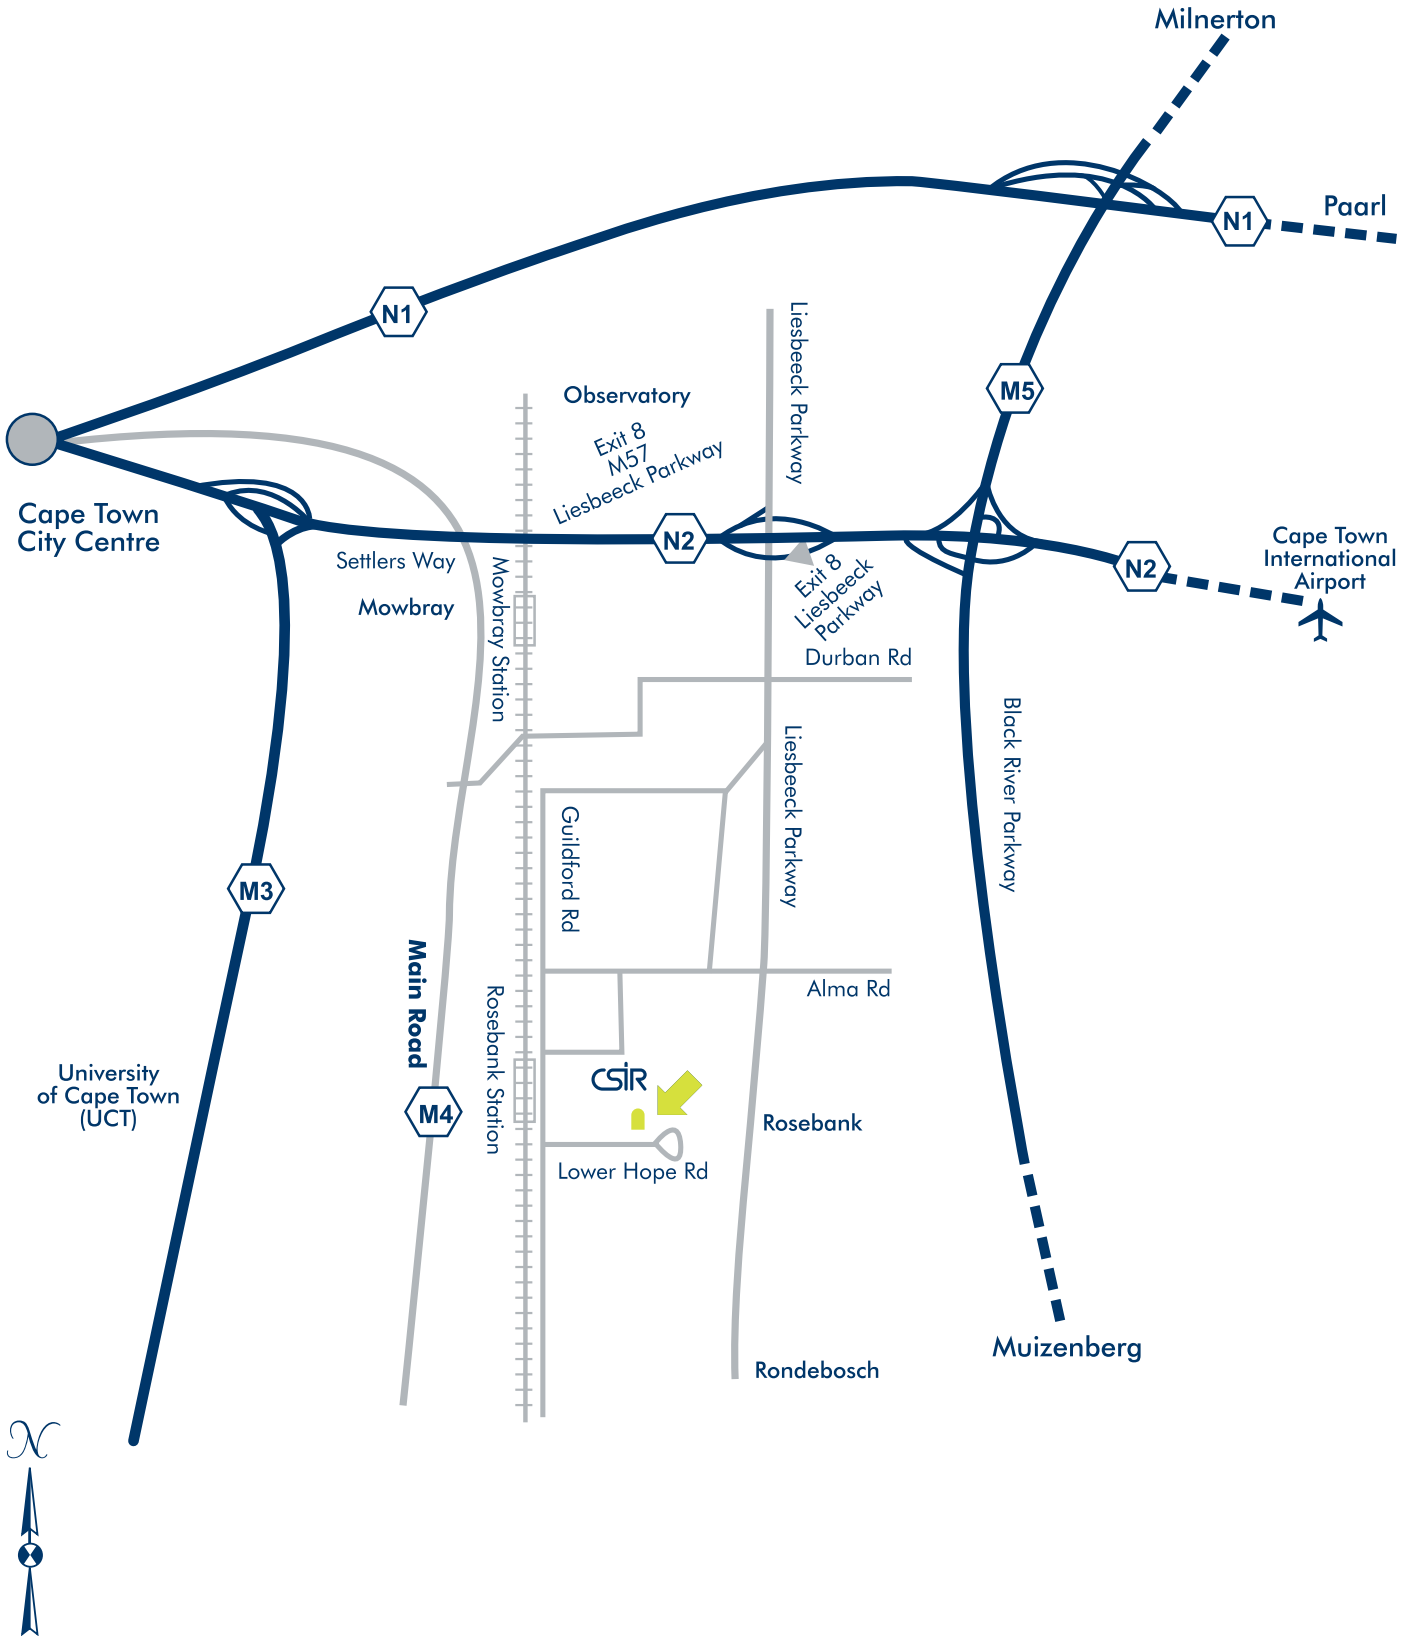 Milnerton
Paarl
N1
N1
Liesbeeck Parkway
M5
Observatory
Exit 8
M57
Liesbeeck Parkway
Cape Town
City Centre
N2
Settlers Way
Cape Town
International
Airport
N2
Exit 8
Liesbeeck
Parkway
Mowbray
Mowbray Station
Durban Rd
Black River Parkway
Liesbeeck Parkway
Guildford Rd
M3
Main Road
Alma Rd
Rosebank Station
University
of Cape Town
(UCT)
CSIR
M4
Rosebank
Lower Hope Rd
Muizenberg
Rondebosch
N